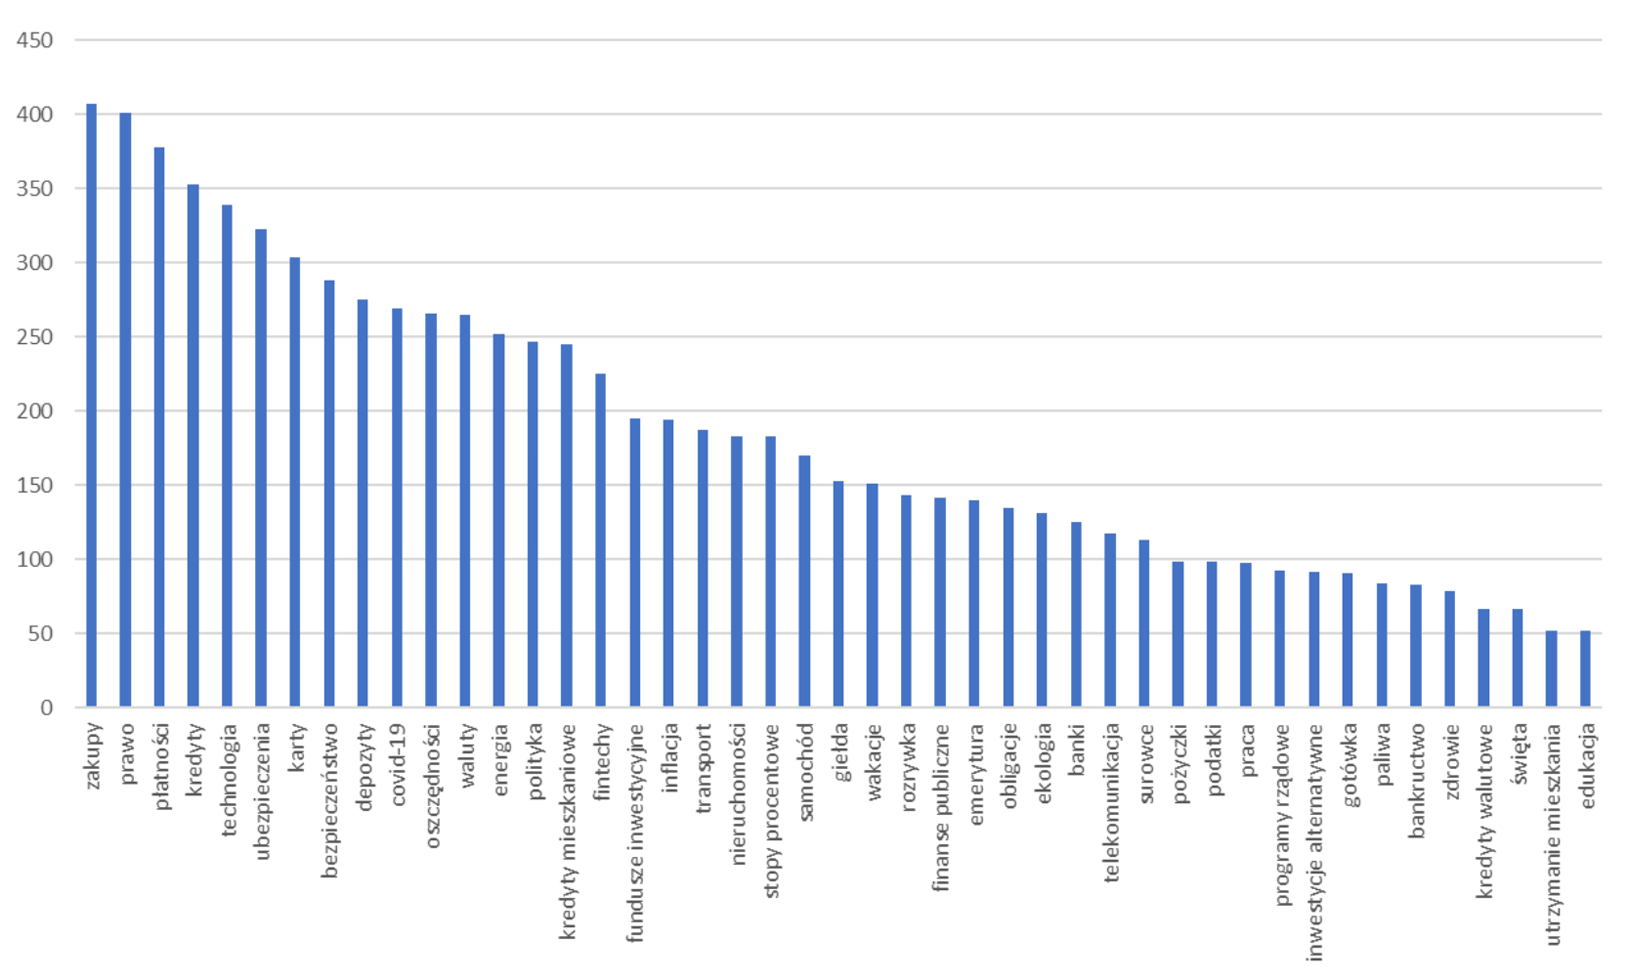 450
400
350
300
250
200
150
100
50
0
zakupy
prawo
płatności
kredyty
technologia
ubezpieczenia
karty
bezpieczeństwo
depozyty
covid-19
oszczędności
waluty
energia
polityka
kredyty mieszkaniowe
fintechy
fundusze inwestycyjne
inflacja
transport
nieruchomości
stopy procentowe
samochód
giełda
wakacje
rozrywka
finanse publiczne
emerytura
obligacje
ekologia
banki
telekomunikacja
surowce
pożyczki
podatki
praca
programy rządowe
inwestycje alternatywne
gotówka
paliwa
bankructwo
zdrowie
kredyty walutowe
święta
utrzymanie mieszkania
edukacja